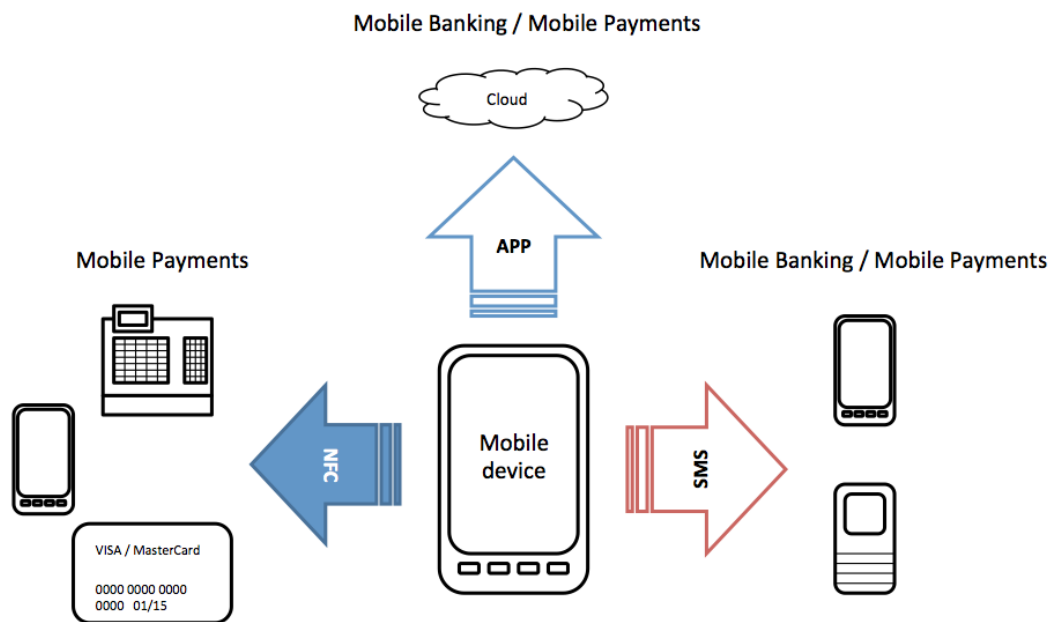 Mobile Banking / Mobile Payments
Cloud
APP
Mobile Payments
Mobile Banking / Mobile Payments
NFC
Mobile
device
SMS
VISA / MasterCard
0000 0000 0000
0000 01/15